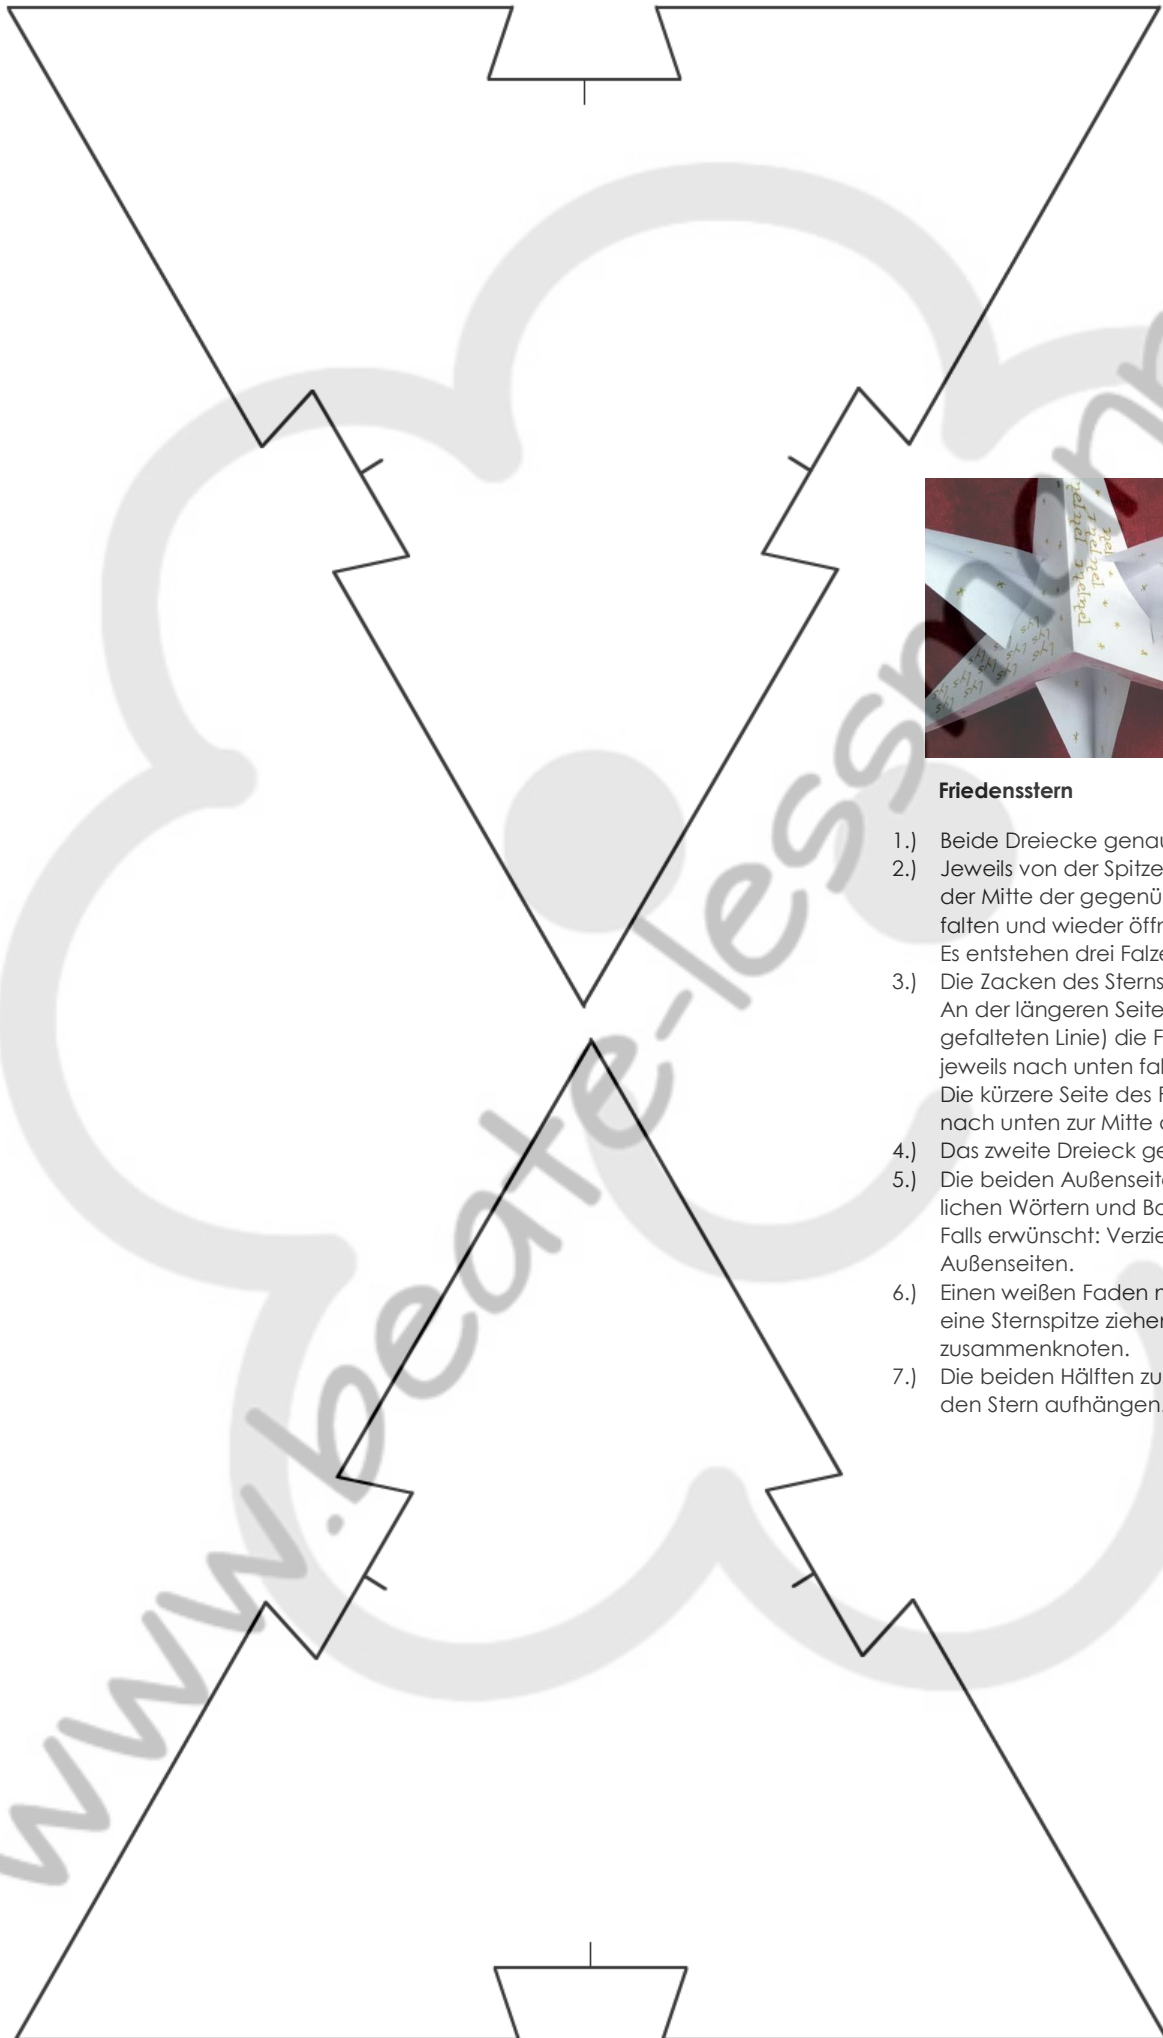 Friedensstern
1.) Beide Dreiecke genau
2.) Jeweils von der Spitze
der Mitte der gegenü
falten und wieder öffn
Es entstehen drei Falze
3.) Die Zacken des Sterns
An der längeren Seite
gefalteten Linie) die F
jeweils nach unten fal
Die kürzere Seite des F
nach unten zur Mitte
4.) Das zweite Dreieck ge
5.) Die beiden Außenseite
lichen Wörtern und Ba
Falls erwünscht: Verzie
Außenseiten.
6.) Einen weißen Faden n
eine Sternspitze ziehen
zusammenknoten.
7.) Die beiden Hälften zu
den Stern aufhängen.
www.beate-less